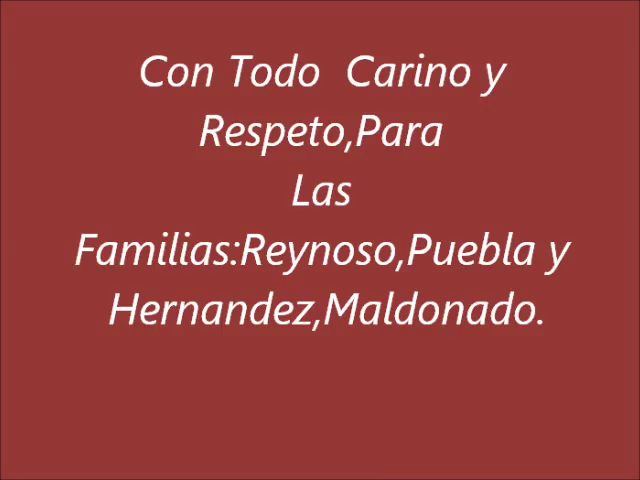 Con Todo  Carino y
Respeto,Para
Las
Familias:Reynoso,Puebla y
Hernandez,Maldonado.